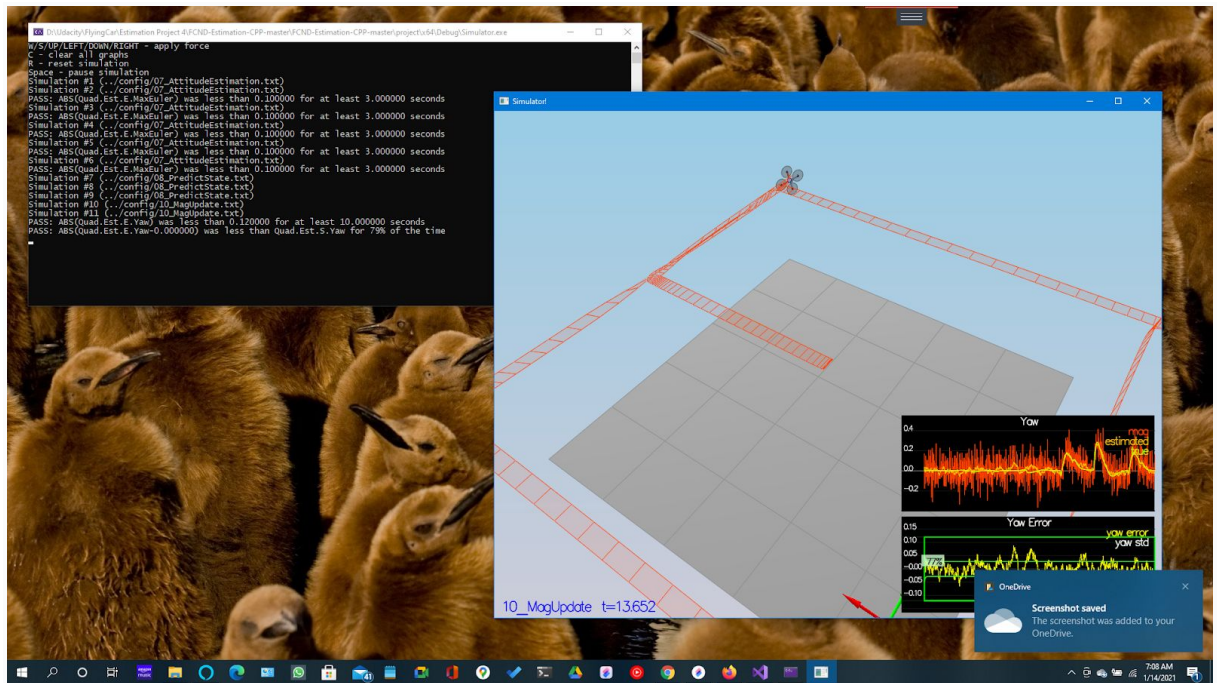 D:\Udacity\FlyingCar\Estimation Project 4\FCND-Estimation-CPP-master\FCND-Estimation-CPP-master\project\x64\Debug\Simulator.exe
W/S/UP/LEFT/DOWN/RIGHT - apply force
C - clear all graphs
R - reset simulation
Space - pause simulation
Simulation #1 (../config/07_AttitudeEstimation.txt)
Simulation #2 (../config/07_AttitudeEstimation.txt)
PASS: ABS(Quad.Est.E.MaxEuler) was less than 0.100000 for at least 3.000000 seconds
Simulation #3 (../config/07_AttitudeEstimation.txt)
PASS: ABS(Quad.Est.E.MaxEuler) was less than 0.100000 for at least 3.000000 seconds
Simulation #4 (../config/07_AttitudeEstimation.txt)
PASS: ABS(Quad.Est.E.MaxEuler) was less than 0.100000 for at least 3.000000 seconds
Simulation #5 (../config/07_AttitudeEstimation.txt)
PASS: ABS(Quad.Est.E.MaxEuler) was less than 0.100000 for at least 3.000000 seconds
Simulation #6 (../config/07_AttitudeEstimation.txt)
PASS: ABS(Quad.Est.E.MaxEuler) was less than 0.100000 for at least 3.000000 seconds
Simulation #7 (../config/08_PredictState.txt)
Simulation #8 (../config/08_PredictState.txt)
Simulation #9 (../config/08_PredictState.txt)
Simulation #10 (../config/10_MagUpdate.txt)
Simulation #11 (../config/10_MagUpdate.txt)
PASS: ABS(Quad.Est.E.Yaw) was less than 0.120000 for at least 10.000000 seconds
PASS: ABS(Quad.Est.E.Yaw-0.000000) was less than Quad.Est.S.Yaw for 79% of the time
Simulator!
Yaw
0.4
mag
estimated
true
0.2
0.0
-0.2
Yaw Error
0.15
yaw error
0.10
yaw std
0.05
77%
-0.00
-0.05
-0.10
10_MagUpdate t=13.652
OneDrive
Screenshot saved
The screenshot was added to your
OneDrive.
amazon
music
41
7:08 AM
1/14/2021